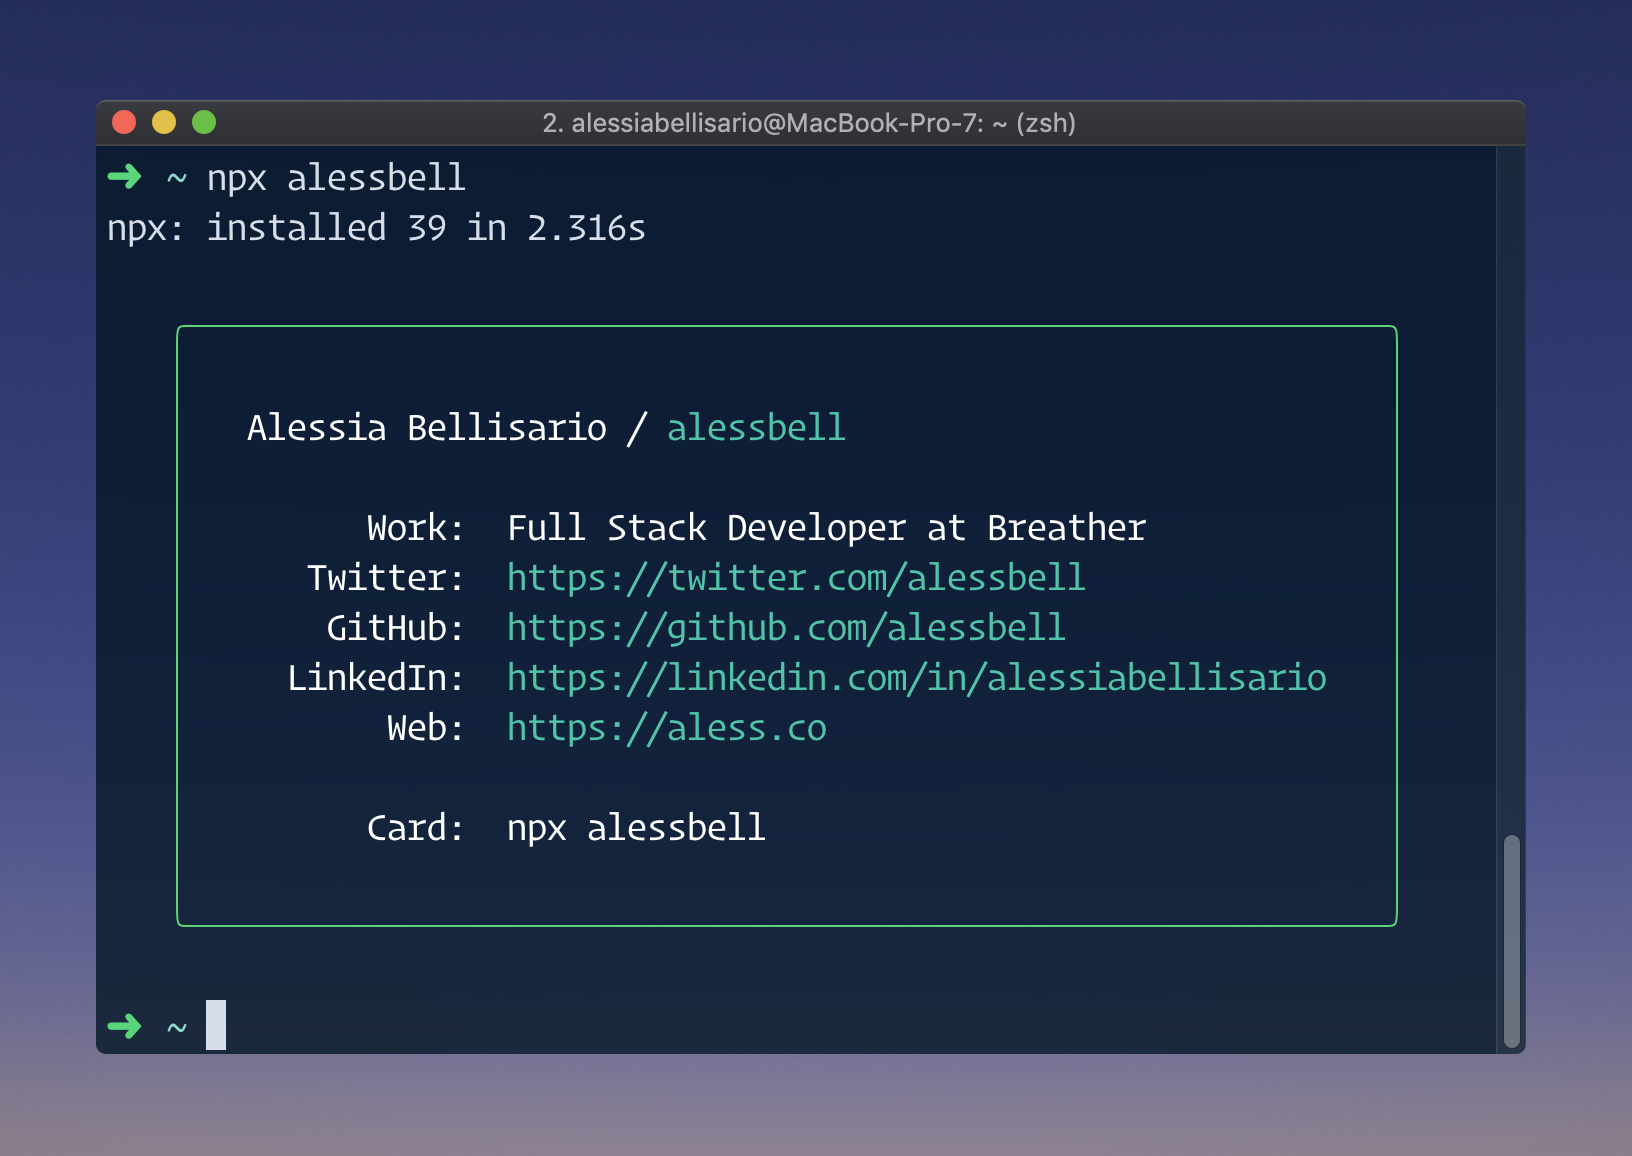 2. alessiabellisario@MacBook-Pro-7: ~ (zsh)
➜ ~ npx alessbell
npx: installed 39 in 2.316s
Alessia Bellisario / alessbell
Work: Full Stack Developer at Breather
Twitter: https://twitter.com/alessbell
GitHub: https://github.com/alessbell
LinkedIn: https://linkedin.com/in/alessiabellisario
Web: https://aless.co
Card: npx alessbell
➜ ~